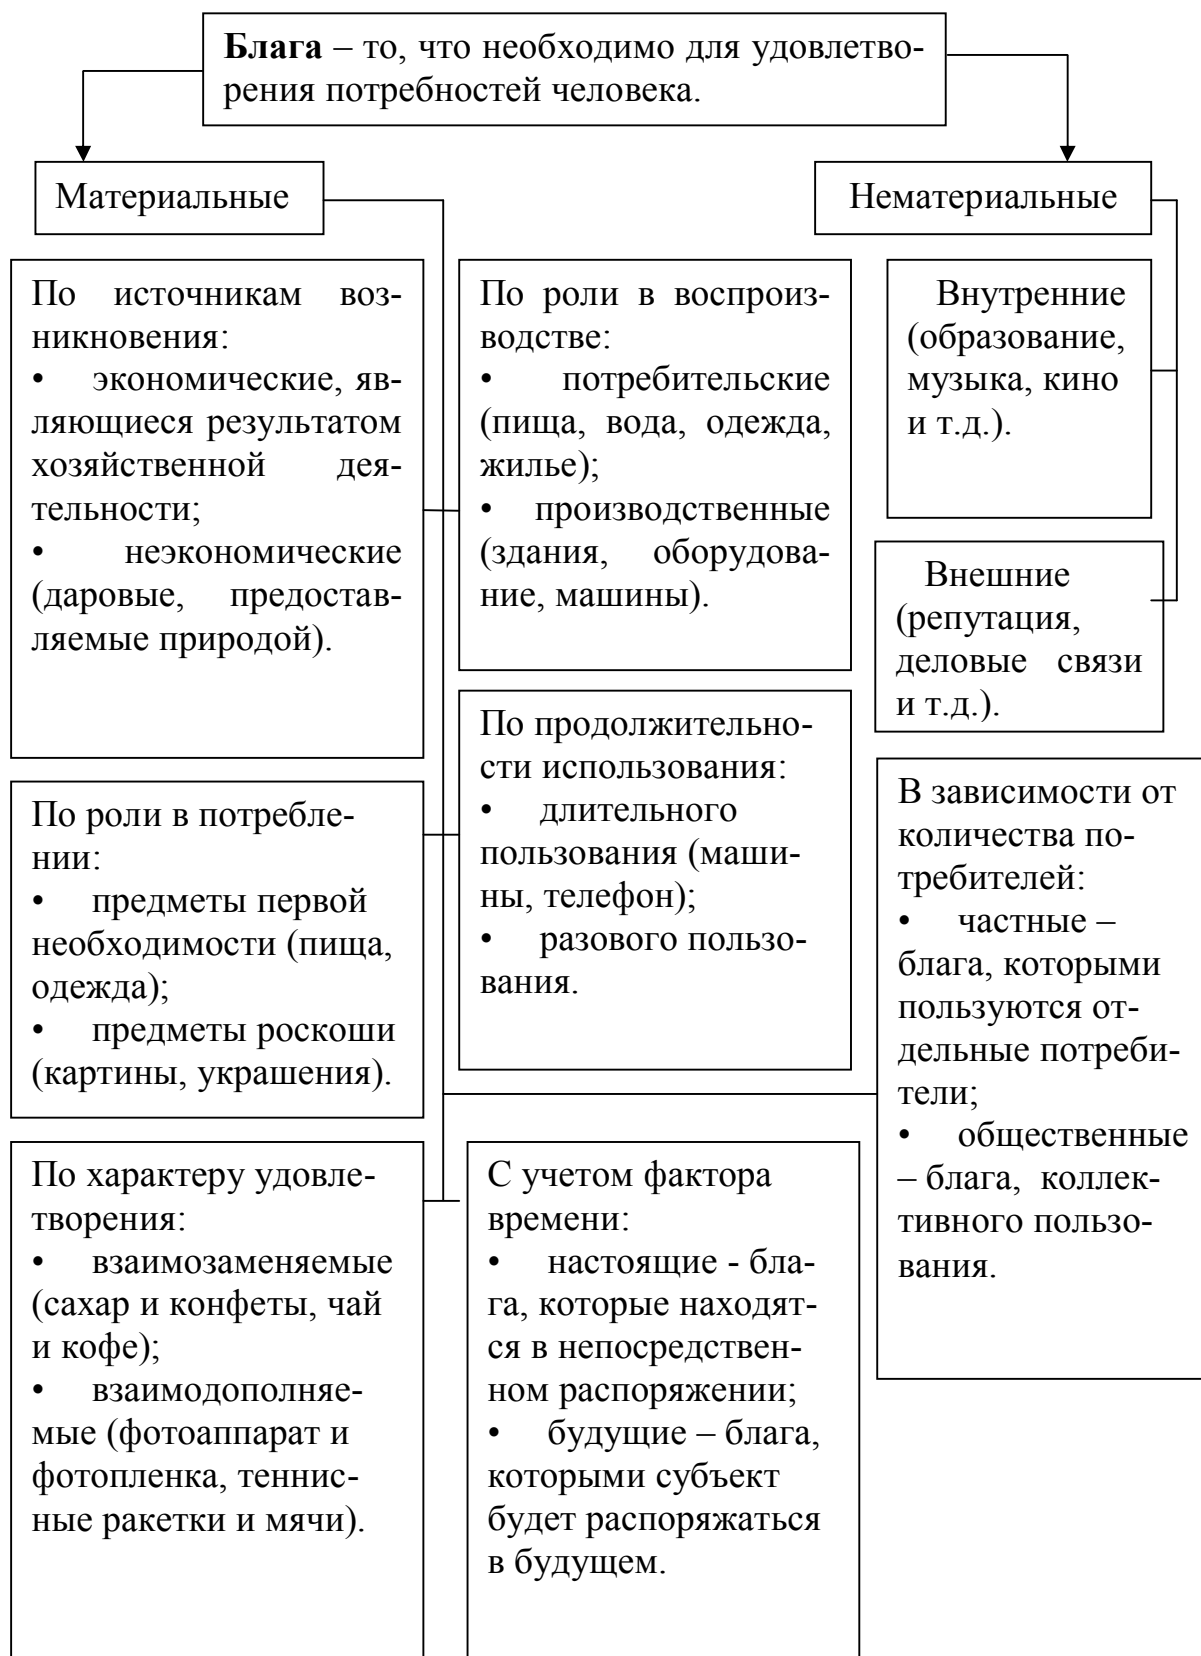 Блага – то, что необходимо для удовлетво-
рения потребностей человека.
Материальные
Нематериальные
По источникам воз-
никновения:
• экономические, яв-
ляющиеся результатом
хозяйственной дея-
тельности;
• неэкономические
(даровые, предостав-
ляемые природой).
По роли в воспроиз-
водстве:
• потребительские
(пища, вода, одежда,
жилье);
• производственные
(здания, оборудова-
ние, машины).
Внутренние
(образование,
музыка, кино
и т.д.).
Внешние
(репутация,
деловые связи
и т.д.).
По роли в потребле-
нии:
• предметы первой
необходимости (пища,
одежда);
• предметы роскоши
(картины, украшения).
По продолжительно-
сти использования:
• длительного
пользования (маши-
ны, телефон);
• разового пользо-
вания.
В зависимости от
количества по-
требителей:
• частные –
блага, которыми
пользуются от-
дельные потреби-
тели;
• общественные
– блага, коллек-
тивного пользо-
вания.
По характеру удовле-
творения:
• взаимозаменяемые
(сахар и конфеты, чай
и кофе);
• взаимодополняе-
мые (фотоаппарат и
фотопленка, теннис-
ные ракетки и мячи).
С учетом фактора
времени:
• настоящие - бла-
га, которые находят-
ся в непосредствен-
ном распоряжении;
• будущие – блага,
которыми субъект
будет распоряжаться
в будущем.